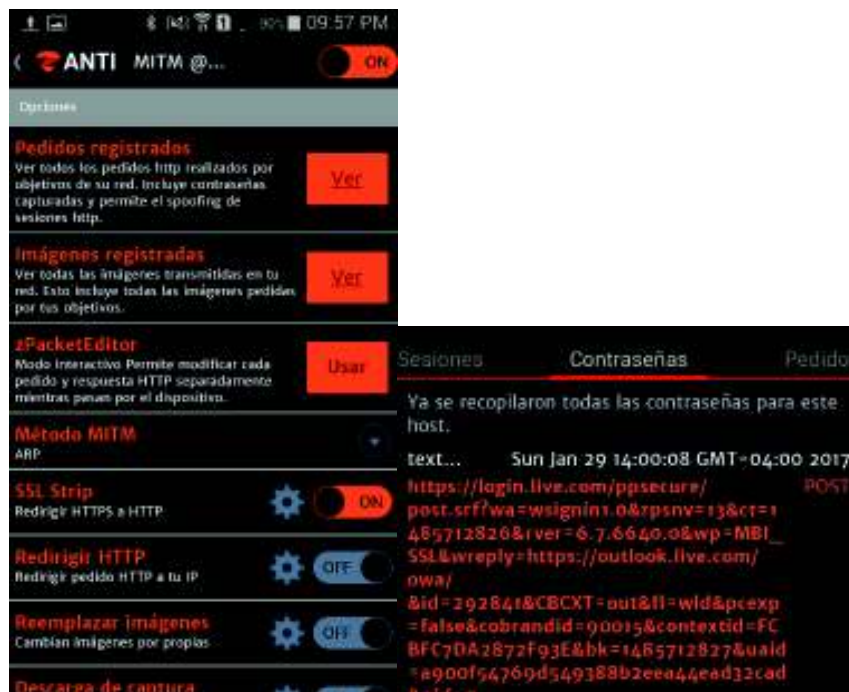 09:57 PM
ANTI MITM @... ON
Opciones
Pedidos registrados
Ver todos los pedidos http realizados por
objetivos de su red. Incluye contraseñas
capturadas y permite el spoofing de
sesiones http.
Ver
Imágenes registradas
Ver todas las imágenes transmitidas en tu
red. Esto incluye todas las imágenes pedidas
por tus objetivos.
Ver
zPacketEditor
Modo interactivo Permite modificar cada
pedido y respuesta HTTP separadamente
mientras pasan por el dispositivo.
Usar
Método MITM
ARP
SSL Strip
Redirigir HTTPS a HTTP
ON
Redirigir HTTP
Redirigir pedido HTTP a tu IP
OFF
Reemplazar imágenes
Cambian imágenes por propias
OFF
Descarga de captura
Sesiones Contraseñas Pedido
Ya se recopilaron todas las contraseñas para este
host.
text... Sun Jan 29 14:00:08 GMT-04:00 2017
https://login.live.com/ppsecure/ POST
post.srf?wa=wsignin1.0&rpsnv=13&ct=1
485712826&rver=6.7.6640.0&wp=MBI_
SSL&wreply=https://outlook.live.com/
owa/
&id=292841&CBCXT=out&fl=wld&pcexp
=false&cobrandid=90015&contextid=FC
BFC7DA2872F93E&bk=1485712827&uaid
=a900f54769d549388b2eea44ead32cad